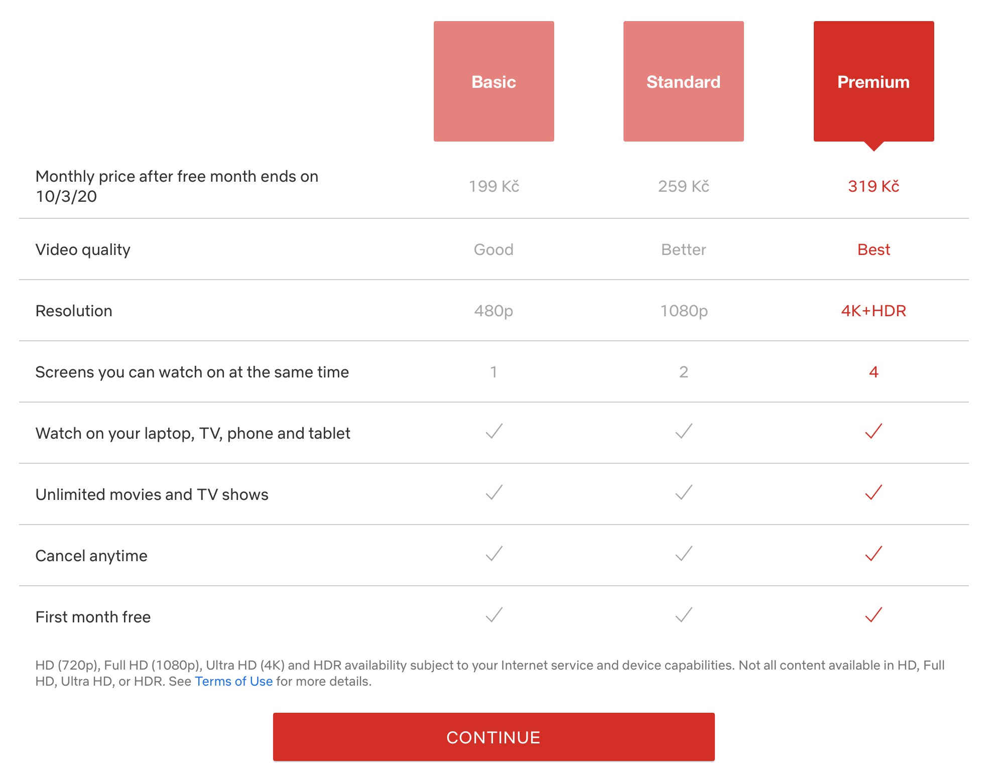 Basic Standard Premium
Monthly price after free month ends on
10/3/20
199 Kč 259 Kč 319 Kč
Video quality Good Better Best
Resolution 480p 1080p 4K+HDR
Screens you can watch on at the same time 1 2 4
Watch on your laptop, TV, phone and tablet
Unlimited movies and TV shows
Cancel anytime
First month free
HD (720p), Full HD (1080p), Ultra HD (4K) and HDR availability subject to your Internet service and device capabilities. Not all content available in HD, Full
HD, Ultra HD, or HDR. See Terms of Use for more details.
CONTINUE